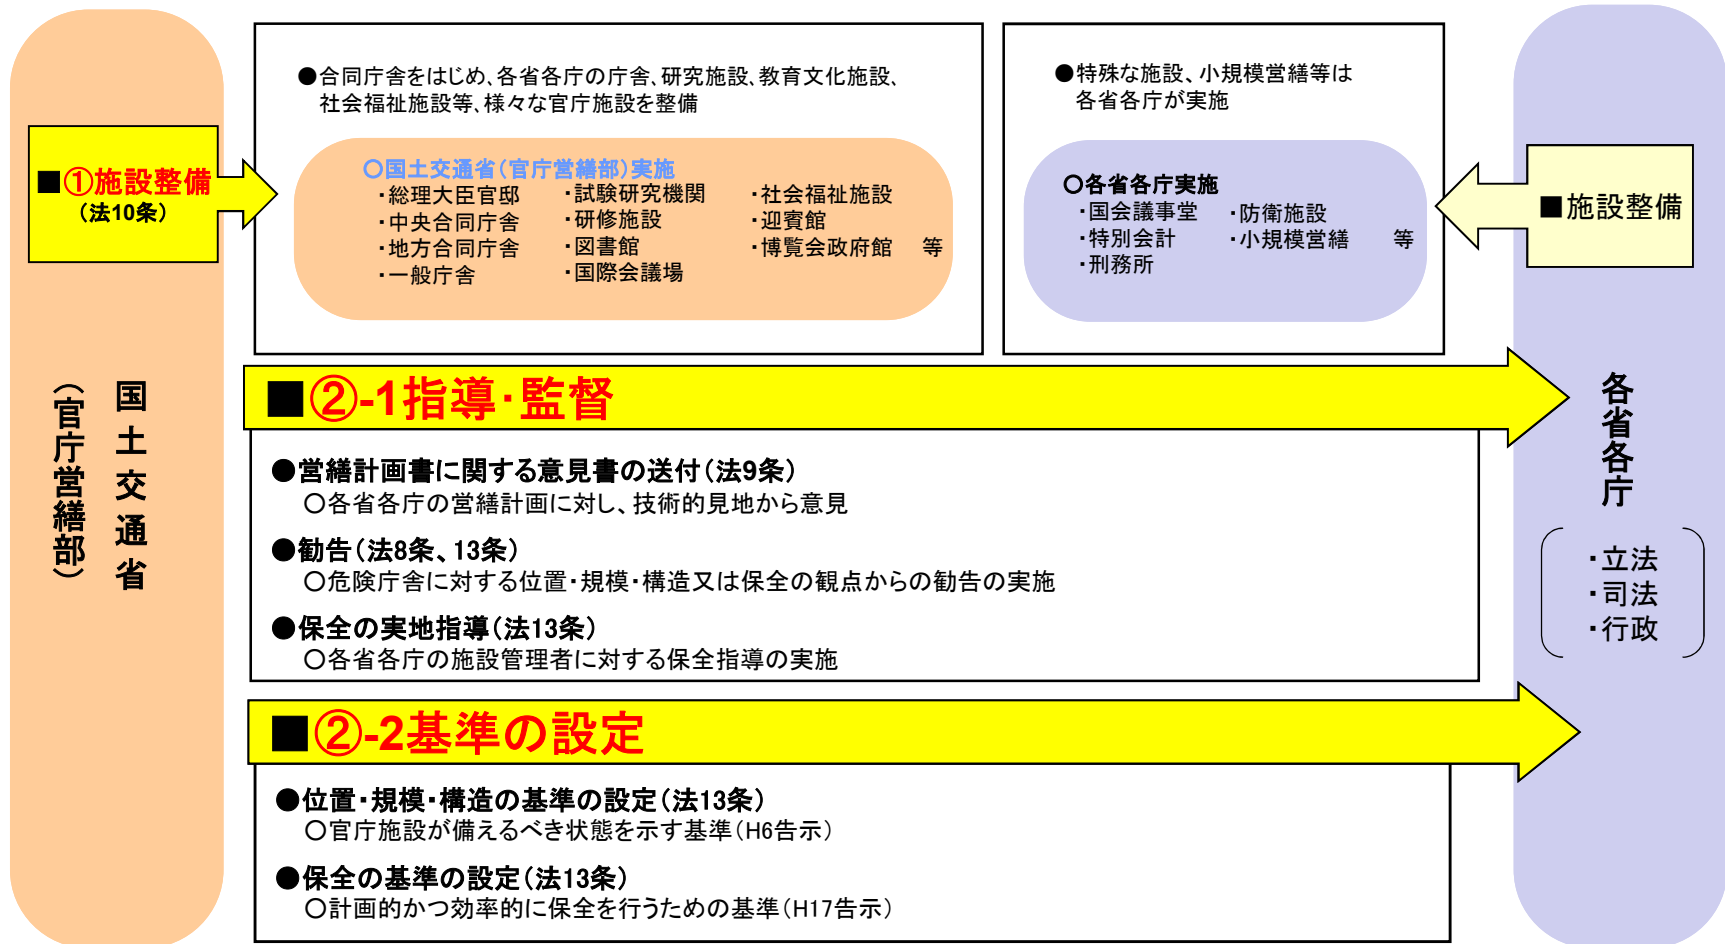 国土交通省
(官庁営繕部)
■①施設整備
(法10条)
●合同庁舎をはじめ、各省各庁の庁舎、研究施設、教育文化施設、
社会福祉施設等、様々な官庁施設を整備
○国土交通省(官庁営繕部)実施
・総理大臣官邸
・中央合同庁舎
・地方合同庁舎
・一般庁舎
・試験研究機関
・研修施設
・図書館
・国際会議場
・社会福祉施設
・迎賓館
・博覧会政府館 等
●特殊な施設、小規模営繕等は
各省各庁が実施
○各省各庁実施
・国会議事堂
・特別会計
・刑務所
・防衛施設
・小規模営繕 等
■施設整備
■②-1指導・監督
●営繕計画書に関する意見書の送付(法9条)
○各省各庁の営繕計画に対し、技術的見地から意見
●勧告(法8条、13条)
○危険庁舎に対する位置・規模・構造又は保全の観点からの勧告の実施
●保全の実地指導(法13条)
○各省各庁の施設管理者に対する保全指導の実施
■②-2基準の設定
●位置・規模・構造の基準の設定(法13条)
○官庁施設が備えるべき状態を示す基準(H6告示)
●保全の基準の設定(法13条)
○計画的かつ効率的に保全を行うための基準(H17告示)
各省各庁
・立法
・司法
・行政